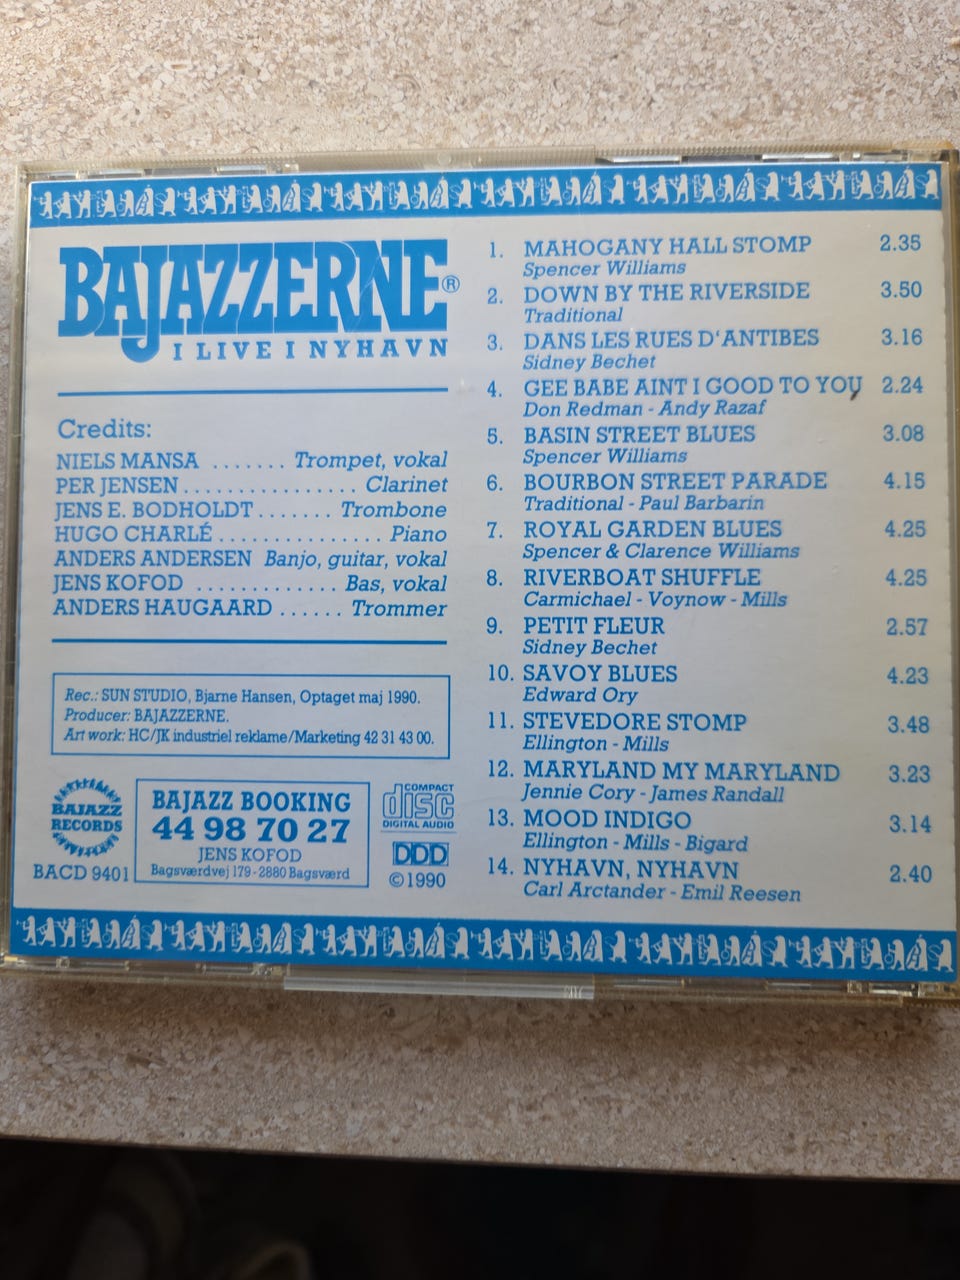 BAJAZZERNE®
I LIVE I NYHAVN
Credits:
NIELS MANSA ....... Trompet, vokal
PER JENSEN ................ Clarinet
JENS E. BODHOLDT ....... Trombone
HUGO CHARLÉ ............... Piano
ANDERS ANDERSEN Banjo, guitar, vokal
JENS KOFOD ............. Bas, vokal
ANDERS HAUGAARD ...... Trommer
Rec.: SUN STUDIO, Bjarne Hansen, Optaget maj 1990.
Producer: BAJAZZERNE.
Art work: HC/JK industriel reklame/Marketing 42 31 43 00.
BAJAZZ
RECORDS
BACD 9401
BAJAZZ BOOKING
44 98 70 27
JENS KOFOD
Bagsværdvej 179 - 2880 Bagsværd
COMPACT
disc
DIGITAL AUDIO
DDD
©1990
1. MAHOGANY HALL STOMP 2.35
Spencer Williams
2. DOWN BY THE RIVERSIDE 3.50
Traditional
3. DANS LES RUES D'ANTIBES 3.16
Sidney Bechet
4. GEE BABE AINT I GOOD TO YOU 2.24
Don Redman - Andy Razaf
5. BASIN STREET BLUES 3.08
Spencer Williams
6. BOURBON STREET PARADE 4.15
Traditional - Paul Barbarin
7. ROYAL GARDEN BLUES 4.25
Spencer & Clarence Williams
8. RIVERBOAT SHUFFLE 4.25
Carmichael - Voynow - Mills
9. PETIT FLEUR 2.57
Sidney Bechet
10. SAVOY BLUES 4.23
Edward Ory
11. STEVEDORE STOMP 3.48
Ellington - Mills
12. MARYLAND MY MARYLAND 3.23
Jennie Cory - James Randall
13. MOOD INDIGO 3.14
Ellington - Mills - Bigard
14. NYHAVN, NYHAVN 2.40
Carl Arctander - Emil Reesen